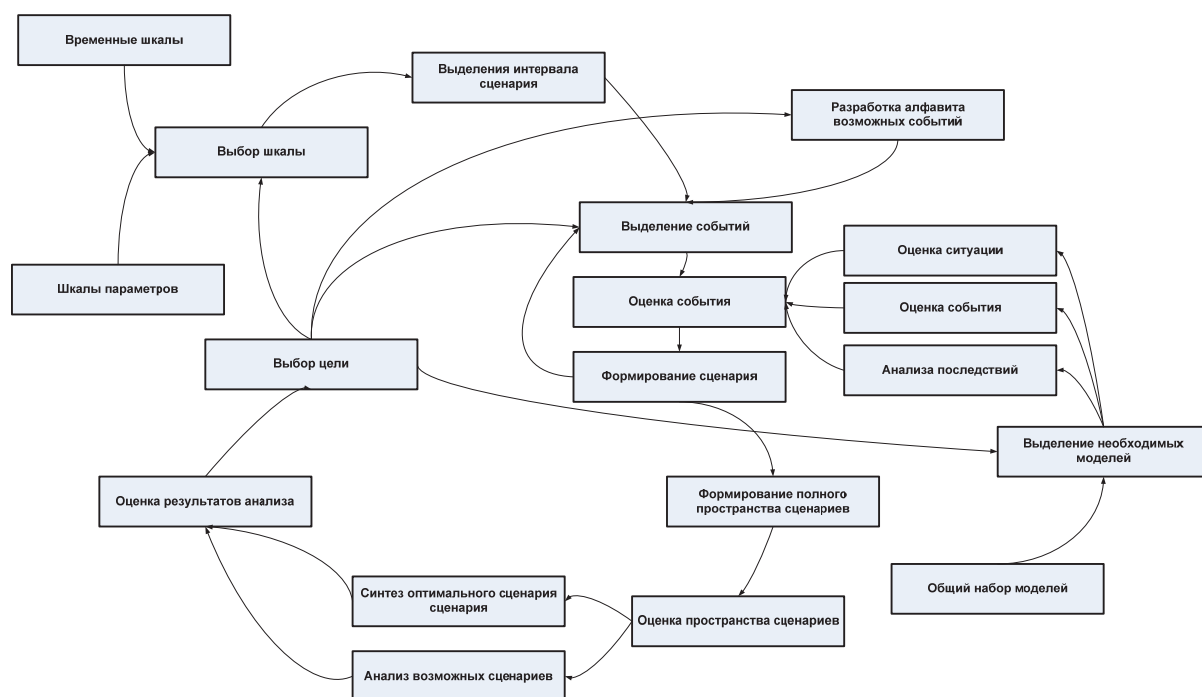 Временные шкалы
Выделения интервала
сценария
Разработка алфавита
возможных событий
Выбор шкалы
Выделение событий
Оценка ситуации
Шкалы параметров
Оценка события
Оценка события
Выбор цели
Формирование сценария
Анализа последствий
Выделение необходимых
моделей
Оценка результатов анализа
Формирование полного
пространства сценариев
Общий набор моделей
Синтез оптимального сценария
сценария
Оценка пространства сценариев
Анализ возможных сценариев